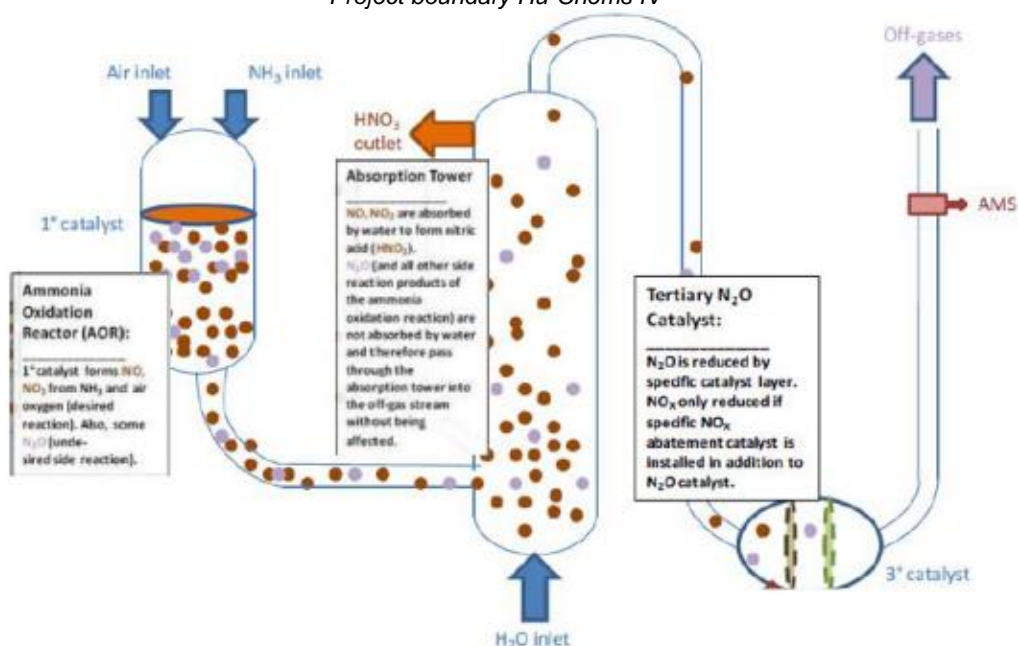 Air inlet
NH₃ inlet
Off-gases
HNO₃
outlet
1° catalyst
Absorption Tower
NO, NO₂ are absorbed
by water to form nitric
acid (HNO₃).
N₂O (and all other side
reaction products of
the ammonia
oxidation reaction) are
not absorbed by water
and therefore pass
through the
absorption tower into
the off-gas stream
without being
affected.
AMS
Ammonia
Oxidation
Reactor (AOR):
1° catalyst forms NO,
NO₂ from NH₃ and air
oxygen (desired
reaction). Also, some
N₂O (unde-
sired side reaction).
Tertiary N₂O
Catalyst:
N₂O is reduced by
specific catalyst layer.
NOₓ only reduced if
specific NOₓ
abatement catalyst is
installed in addition to
N₂O catalyst.
3° catalyst
H₂O inlet